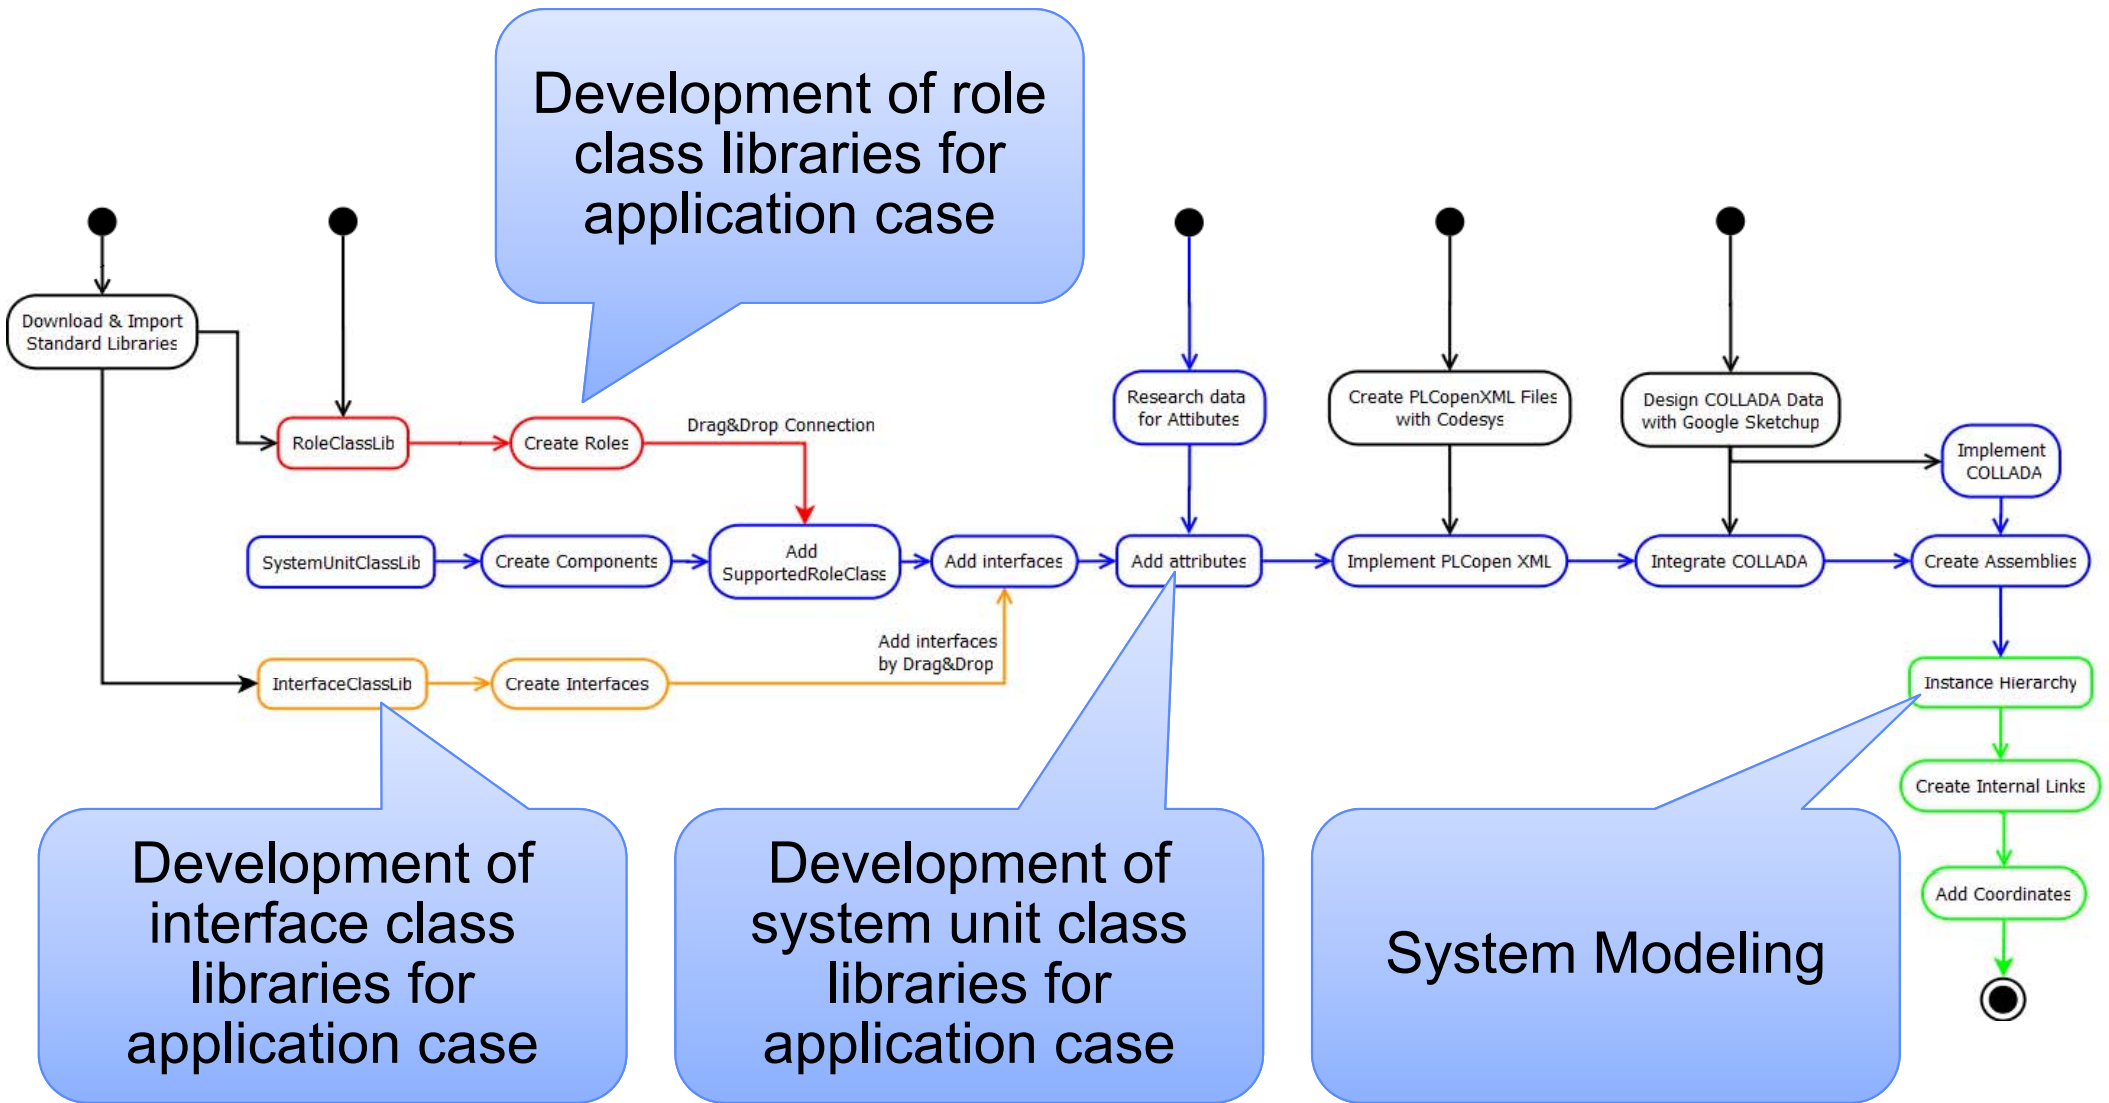 Development of role
class libraries for
application case
Download & Import
Standard Libraries
RoleClassLib
Create Roles
Drag&Drop Connection
Research data
for Attibutes
Create PLCopenXML Files
with Codesys
Design COLLADA Data
with Google Sketchup
Implement
COLLADA
SystemUnitClassLib
Create Components
Add
SupportedRoleClass
Add interfaces
Add attributes
Implement PLCopen XML
Integrate COLLADA
Create Assemblies
Add interfaces
by Drag&Drop
InterfaceClassLib
Create Interfaces
Instance Hierarchy
Create Internal Links
Add Coordinates
Development of
interface class
libraries for
application case
Development of
system unit class
libraries for
application case
System Modeling